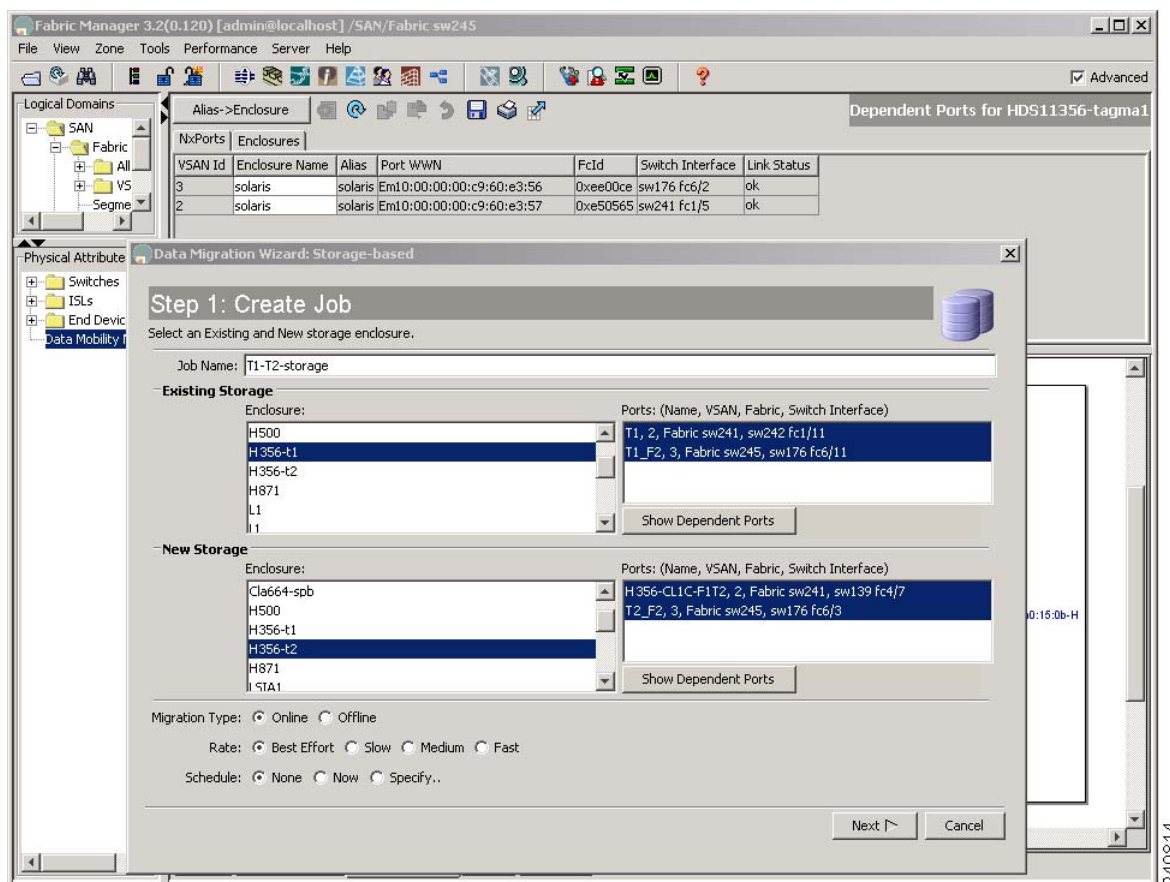 Fabric Manager 3.2(0.120) [admin@localhost] /SAN/Fabric sw245
File View Zone Tools Performance Server Help
Advanced
Logical Domains
SAN
Fabric
All
VS
Segme
Alias->Enclosure
Dependent Ports for HDS11356-tagma1
NxPorts Enclosures
VSAN Id Enclosure Name Alias Port WWN FcId Switch Interface Link Status
3 solaris solaris Em10:00:00:00:c9:60:e3:56 0xee00ce sw176 fc6/2 ok
2 solaris solaris Em10:00:00:00:c9:60:e3:57 0xe50565 sw241 fc1/5 ok
Physical Attribute
Switches
ISLs
End Devic
Data Mobility
Data Migration Wizard: Storage-based
Step 1: Create Job
Select an Existing and New storage enclosure.
Job Name: T1-T2-storage
Existing Storage
Enclosure: Ports: (Name, VSAN, Fabric, Switch Interface)
H500
H356-t1
H356-t2
H871
L1
L1
T1, 2, Fabric sw241, sw242 fc1/11
T1_F2, 3, Fabric sw245, sw176 fc6/11
Show Dependent Ports
New Storage
Enclosure: Ports: (Name, VSAN, Fabric, Switch Interface)
Cla664-spb
H500
H356-t1
H356-t2
H871
LSIA1
H356-CL1C-F1T2, 2, Fabric sw241, sw139 fc4/7
T2_F2, 3, Fabric sw245, sw176 fc6/3
Show Dependent Ports
0:15:0b-H
Migration Type: Online Offline
Rate: Best Effort Slow Medium Fast
Schedule: None Now Specify..
Next Cancel
240814